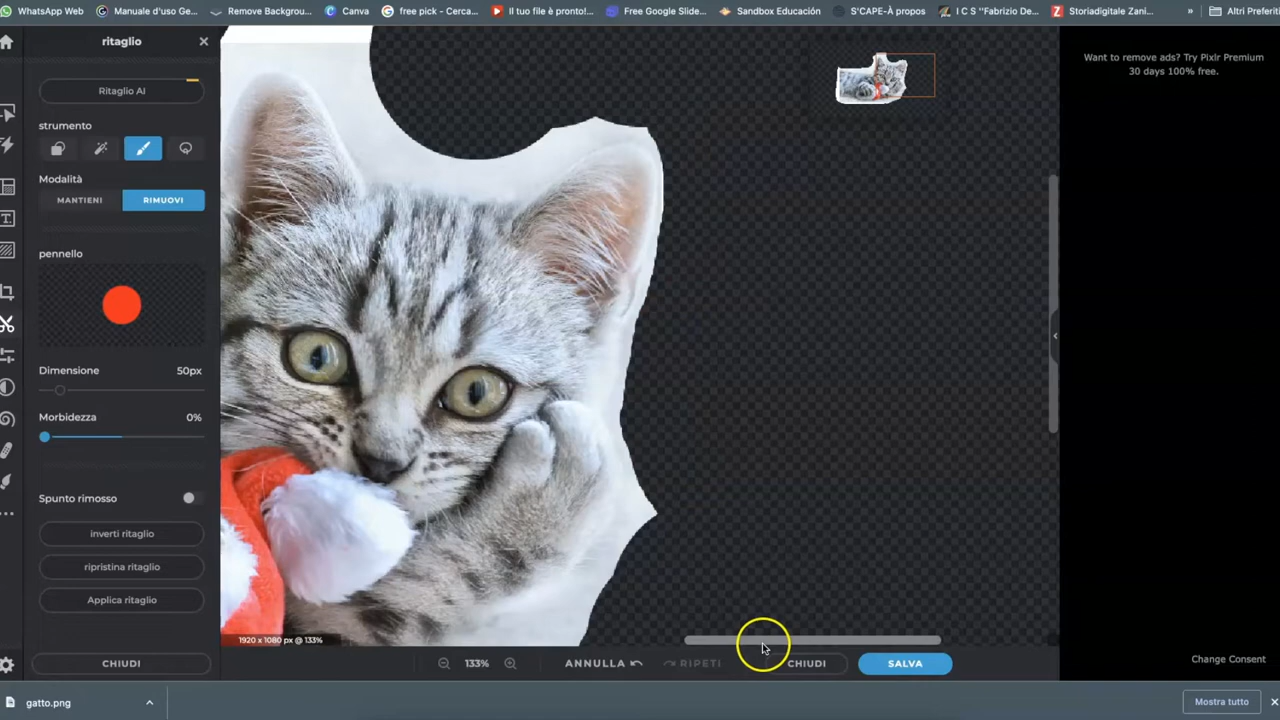 WhatsApp Web
Manuale d'uso Ge...
Remove Backgrou...
Canva
free pick - Cerca...
Il tuo file è pronto!...
Free Google Slide...
Sandbox Educación
S'CAPE-À propos
I C S "Fabrizio De...
Storiadigitale Zani...
»
Altri Preferiti
ritaglio
Want to remove ads? Try Pixlr Premium
30 days 100% free.
Ritaglio AI
strumento
Modalità
MANTIENI
RIMUOVI
pennello
Dimensione
50px
Morbidezza
0%
Spunto rimosso
inverti ritaglio
ripristina ritaglio
Applica ritaglio
1920 x 1080 px @ 133%
CHIUDI
133%
ANNULLA
RIPETI
CHIUDI
SALVA
Change Consent
gatto.png
Mostra tutto